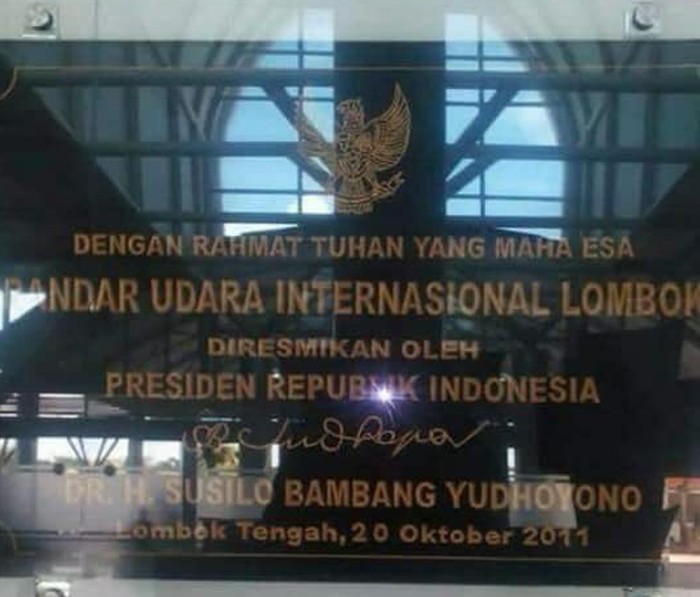 DENGAN RAHMAT TUHAN YANG MAHA ESA
BANDAR UDARA INTERNASIONAL LOMBOK
DIRESMIKAN OLEH
PRESIDEN REPUBLIK INDONESIA
DR. H. SUSILO BAMBANG YUDHOYONO
Lombok Tengah, 20 Oktober 2011